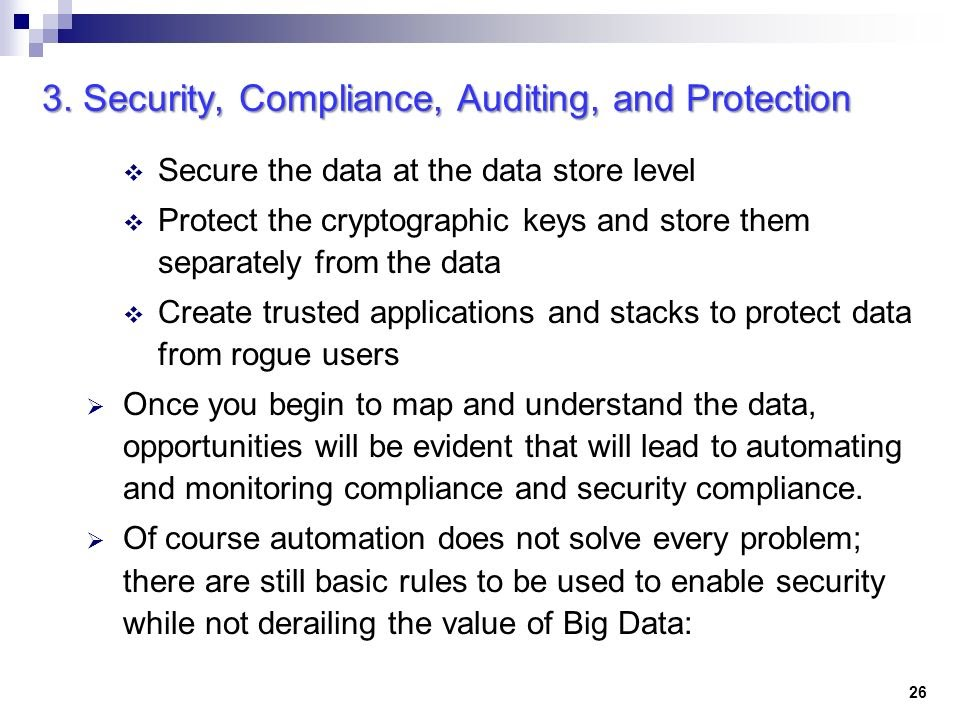 3. Security, Compliance, Auditing, and Protection
❖ Secure the data at the data store level
❖ Protect the cryptographic keys and store them
separately from the data
❖ Create trusted applications and stacks to protect data
from rogue users
➢ Once you begin to map and understand the data,
opportunities will be evident that will lead to automating
and monitoring compliance and security compliance.
➢ Of course automation does not solve every problem;
there are still basic rules to be used to enable security
while not derailing the value of Big Data:
26